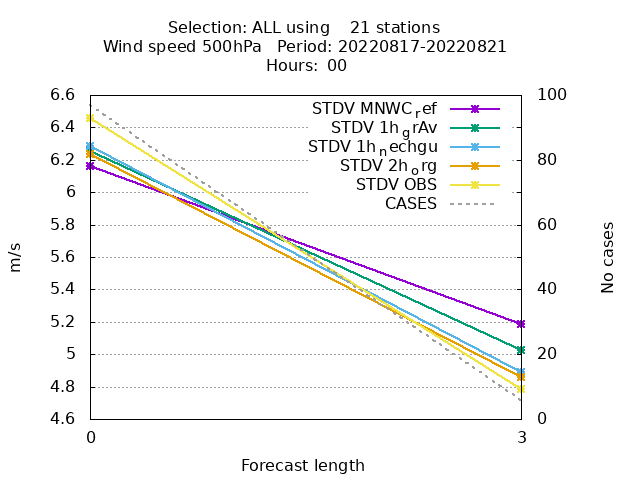 Selection: ALL using    21 stations
Wind speed 500hPa   Period: 20220817-20220821
Hours: 00
6.6
6.4
6.2
6
5.8
5.6
5.4
5.2
5
4.8
4.6
100
80
60
40
20
0
m/s
No cases
STDV MNWC_ref
STDV 1h_grAv
STDV 1h_nechgu
STDV 2h_org
STDV OBS
CASES
0
3
Forecast length